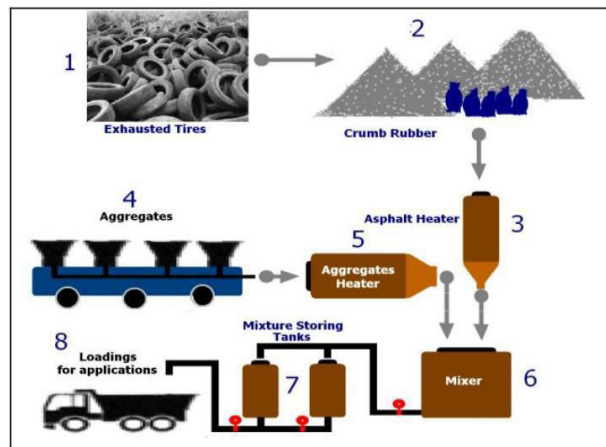 1
2
Exhausted Tires
Crumb Rubber
4
Aggregates
Asphalt Heater
3
5
Aggregates
Heater
Mixture Storing
Tanks
8
Loadings
for applications
7
Mixer
6